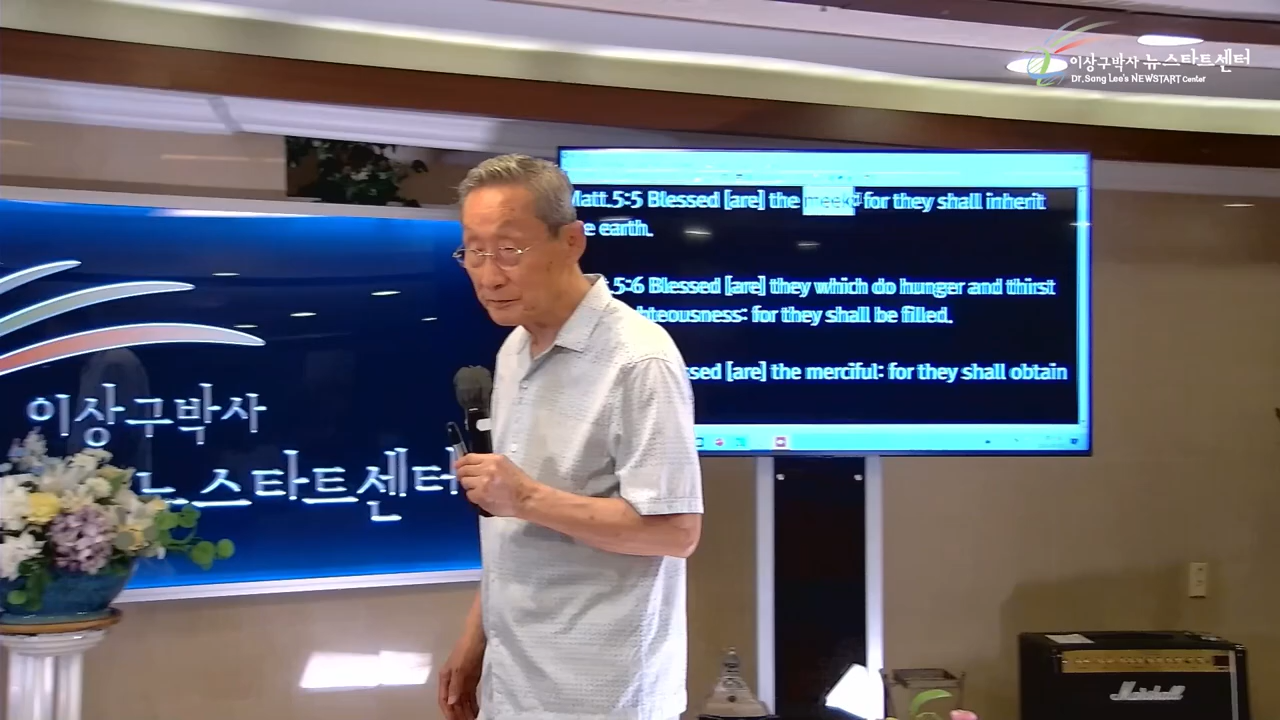 이상구박사 뉴스타트센터
Dr. Sang Lee's NEWSTART Center
Matt.5:5 Blessed [are] the meek: for they shall inherit
earth.
5:6 Blessed [are] they which do hunger and thirst
for they shall be filled.
[are] the merciful: for they shall obtain
이상구박사
뉴스타트센터
Marshall